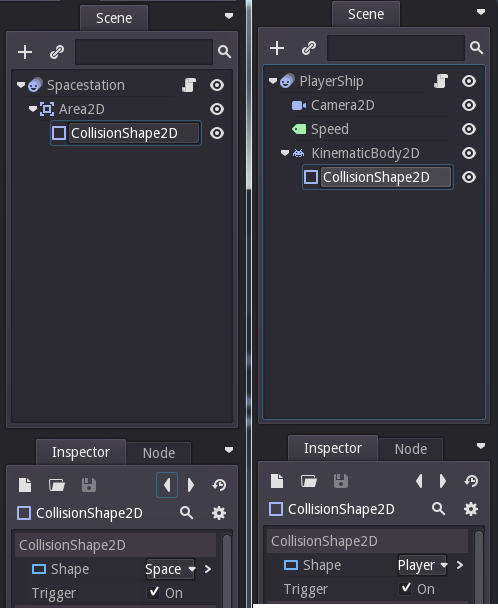 Scene
Spacestation
Area2D
CollisionShape2D
Inspector
Node
CollisionShape2D
CollisionShape2D
Shape Space
Trigger On
Scene
PlayerShip
Camera2D
Speed
KinematicBody2D
CollisionShape2D
Inspector
Node
CollisionShape2D
CollisionShape2D
Shape Player
Trigger On